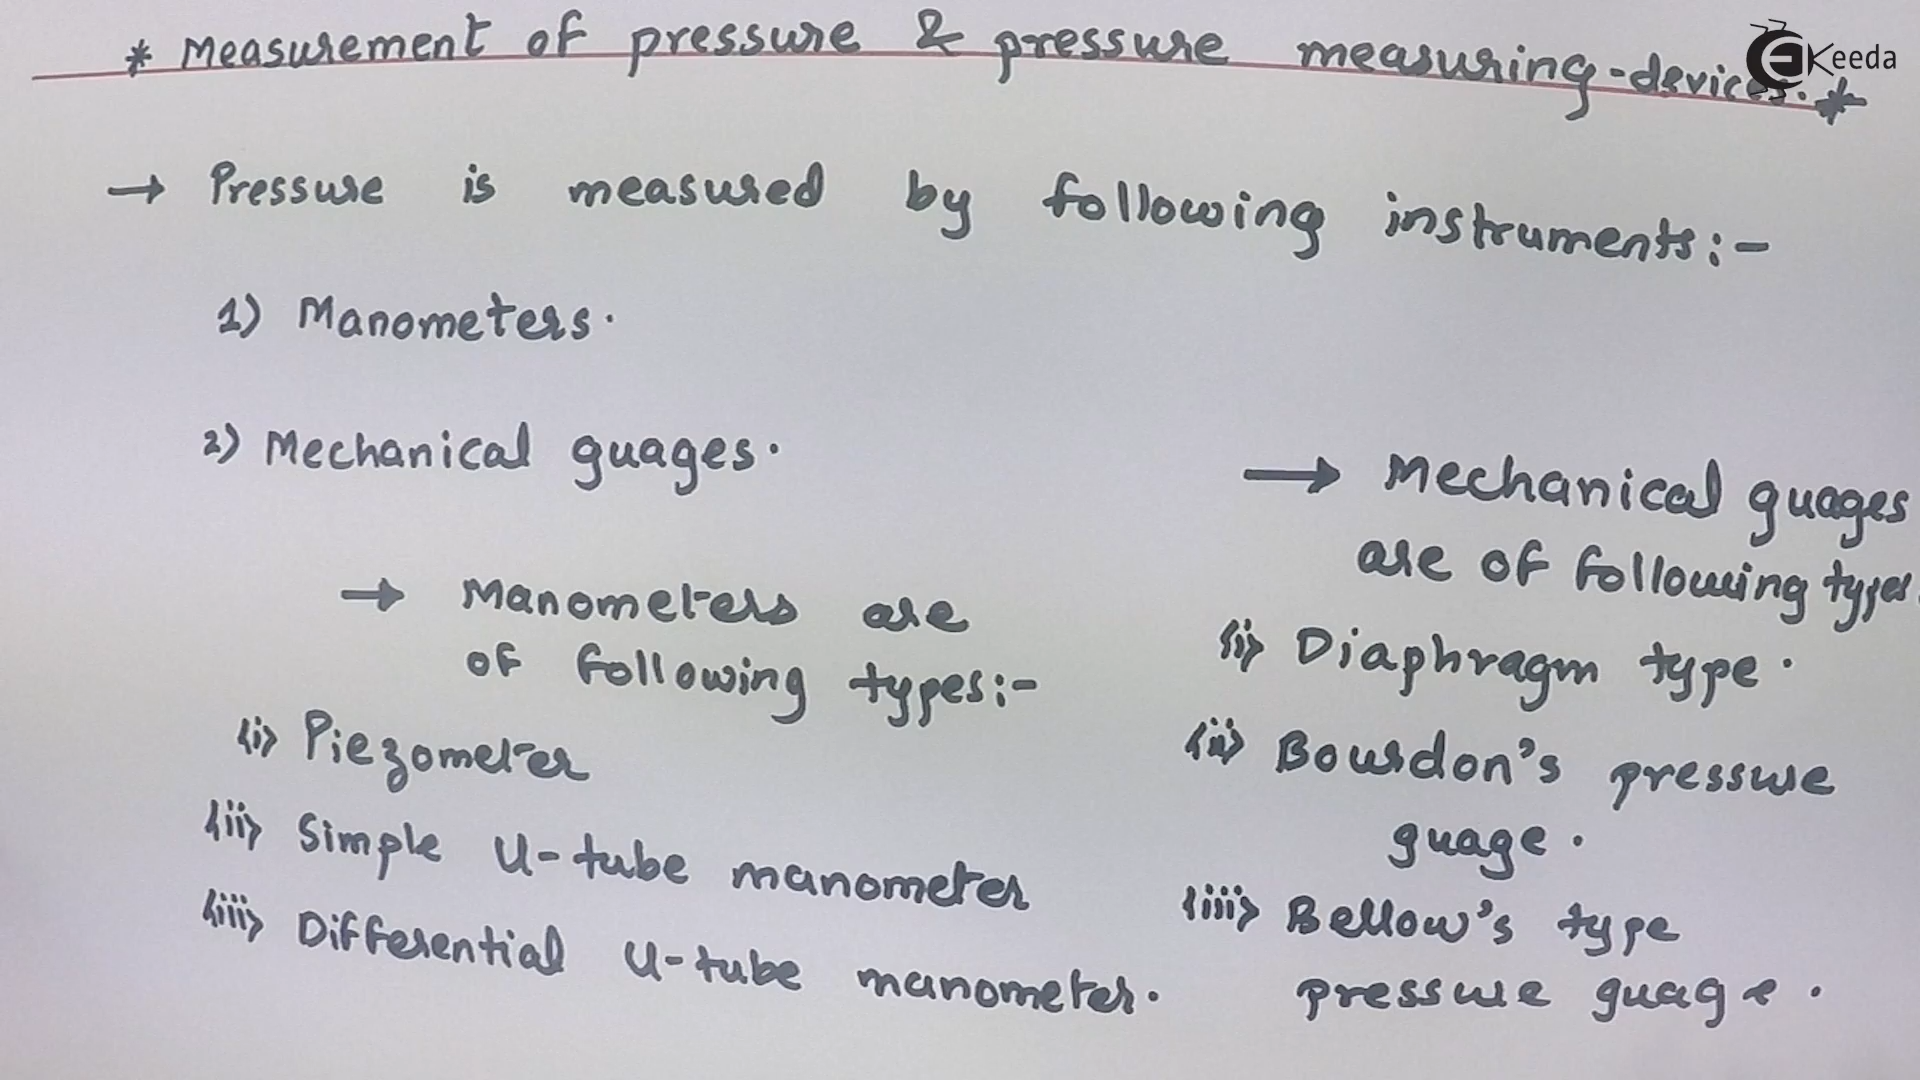 * Measurement of pressure & pressure measuring-devices. *
EKeeda
→ Pressure is measured by following instruments:-
1) Manometers.
2) Mechanical guages.
→ Manometers are
of following types:-
(i) Piezometer
(ii) Simple U-tube manometer
(iii) Differential U-tube manometer.
→ Mechanical guages
are of following types.
(i) Diaphragm type.
(ii) Bourdon's pressure
guage.
(iii) Bellow's type
pressure guage.